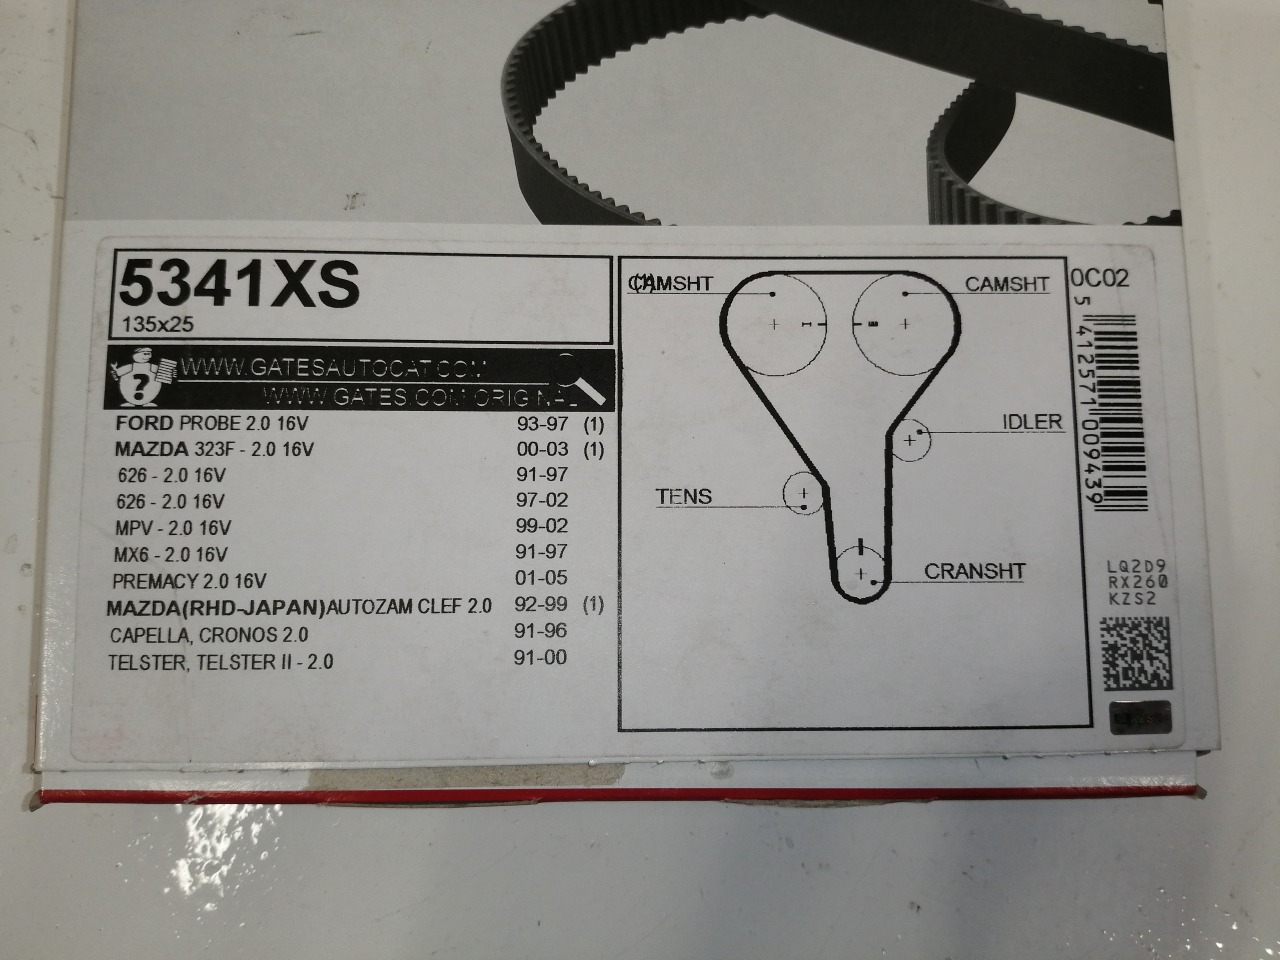 5341XS
135x25
WWW.GATESAUTOCAT.COM
WWW.GATES.COM/ORIGINAL
FORD PROBE 2.0 16V 93-97 (1)
MAZDA 323F - 2.0 16V 00-03 (1)
626 - 2.0 16V 91-97
626 - 2.0 16V 97-02
MPV - 2.0 16V 99-02
MX6 - 2.0 16V 91-97
PREMACY 2.0 16V 01-05
MAZDA(RHD-JAPAN)AUTOZAM CLEF 2.0 92-99 (1)
CAPELLA, CRONOS 2.0 91-96
TELSTER, TELSTER II - 2.0 91-00
(1)
CAMSHT
CAMSHT
IDLER
TENS
CRANSHT
0C02
5 412571 009439
LQ2D9
RX260
KZS2